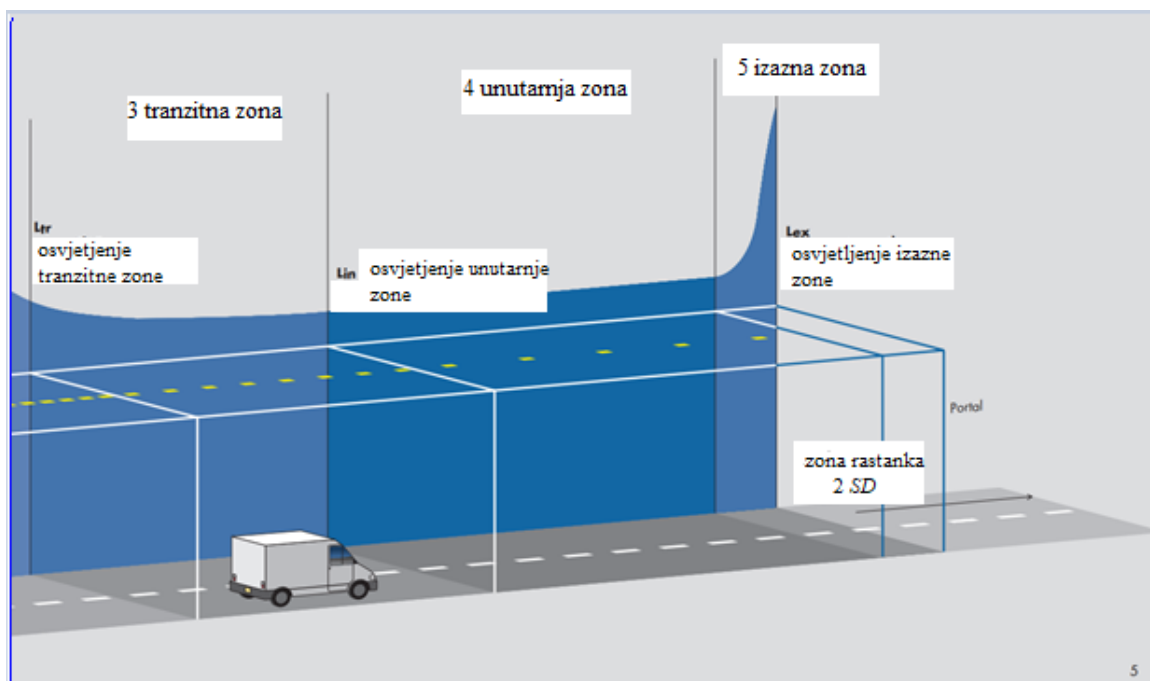 5 izazna zona
4 unutarnja zona
3 tranzitna zona
Ltr
osvjetjenje
tranzitne zone
Lin
osvjetjenje unutarnje
zone
Lex
osvjetljenje izazne
zone
Portal
zona rastanka
2 SD
5